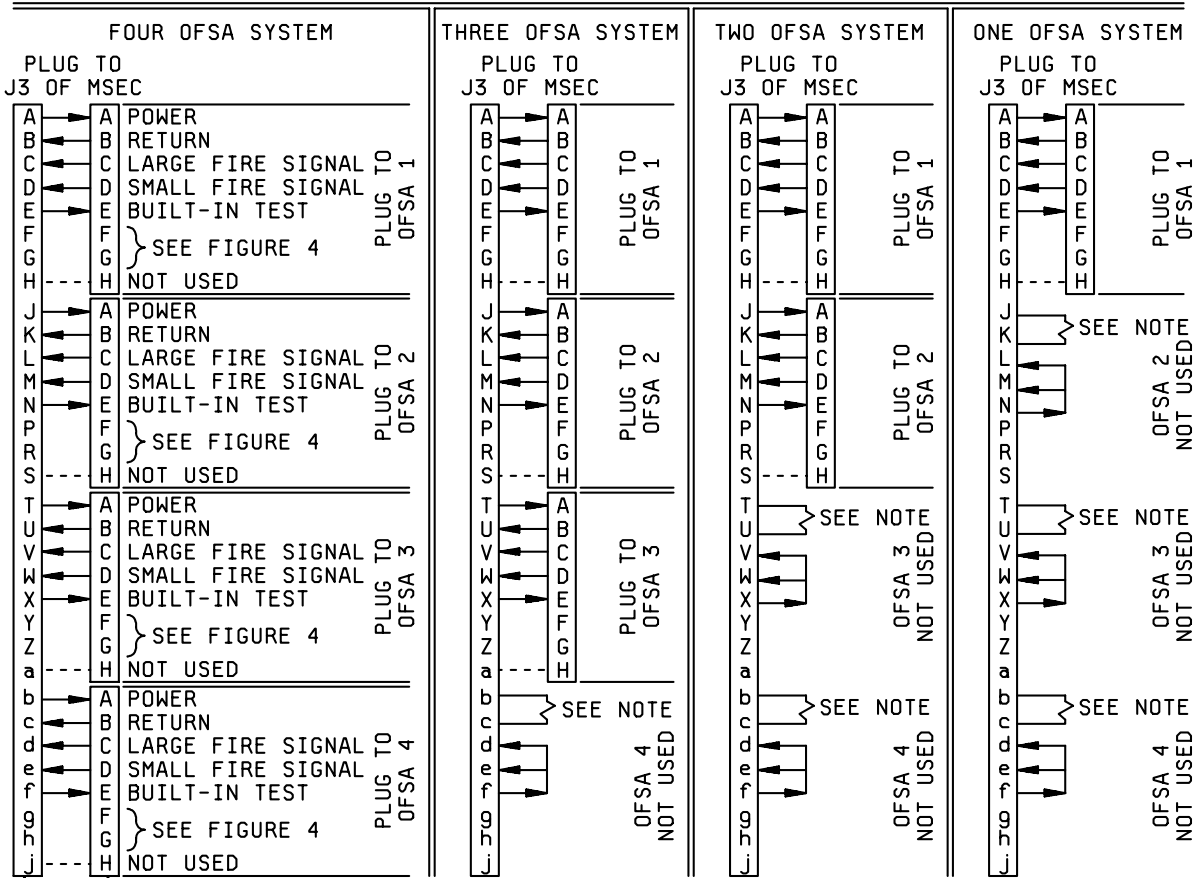 FOUR OFSA SYSTEM
PLUG TO
J3 OF MSEC
A A POWER
B B RETURN
C C LARGE FIRE SIGNAL
D D SMALL FIRE SIGNAL
E E BUILT-IN TEST
F F
G G
SEE FIGURE 4
H H NOT USED
PLUG TO
OFSA 1
J A POWER
K B RETURN
L C LARGE FIRE SIGNAL
M D SMALL FIRE SIGNAL
N E BUILT-IN TEST
P F
R G
SEE FIGURE 4
S H NOT USED
PLUG TO
OFSA 2
T A POWER
U B RETURN
V C LARGE FIRE SIGNAL
W D SMALL FIRE SIGNAL
X E BUILT-IN TEST
Y F
Z G
SEE FIGURE 4
a H NOT USED
PLUG TO
OFSA 3
b A POWER
c B RETURN
d C LARGE FIRE SIGNAL
e D SMALL FIRE SIGNAL
f E BUILT-IN TEST
g F
h G
SEE FIGURE 4
j H NOT USED
PLUG TO
OFSA 4
THREE OFSA SYSTEM
PLUG TO
J3 OF MSEC
A A
B B
C C
D D
E E
F F
G G
H H
PLUG TO
OFSA 1
J A
K B
L C
M D
N E
P F
R G
S H
PLUG TO
OFSA 2
T A
U B
V C
W D
X E
Y F
Z G
a H
PLUG TO
OFSA 3
b
c
SEE NOTE
d
e
f
g
h
j
OFSA 4
NOT USED
TWO OFSA SYSTEM
PLUG TO
J3 OF MSEC
A A
B B
C C
D D
E E
F F
G G
H H
PLUG TO
OFSA 1
J A
K B
L C
M D
N E
P F
R G
S H
PLUG TO
OFSA 2
T
U
SEE NOTE
V
W
X
Y
Z
a
OFSA 3
NOT USED
b
c
SEE NOTE
d
e
f
g
h
j
OFSA 4
NOT USED
ONE OFSA SYSTEM
PLUG TO
J3 OF MSEC
A A
B B
C C
D D
E E
F F
G G
H H
PLUG TO
OFSA 1
J
K
SEE NOTE
L
M
N
P
R
S
OFSA 2
NOT USED
T
U
SEE NOTE
V
W
X
Y
Z
a
OFSA 3
NOT USED
b
c
SEE NOTE
d
e
f
g
h
j
OFSA 4
NOT USED